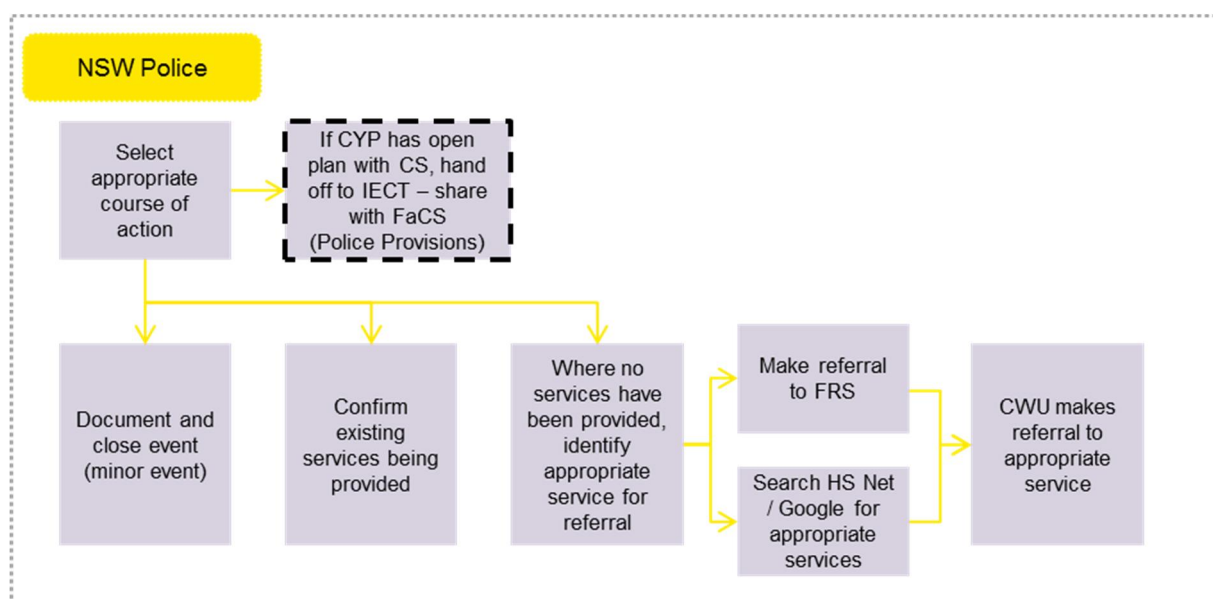 NSW Police
Select
appropriate
course of
action
If CYP has open
plan with CS, hand
off to IECT – share
with FaCS
(Police Provisions)
Document and
close event
(minor event)
Confirm
existing
services being
provided
Where no
services have
been provided,
identify
appropriate
service for
referral
Make referral
to FRS
Search HS Net
/ Google for
appropriate
services
CWU makes
referral to
appropriate
service